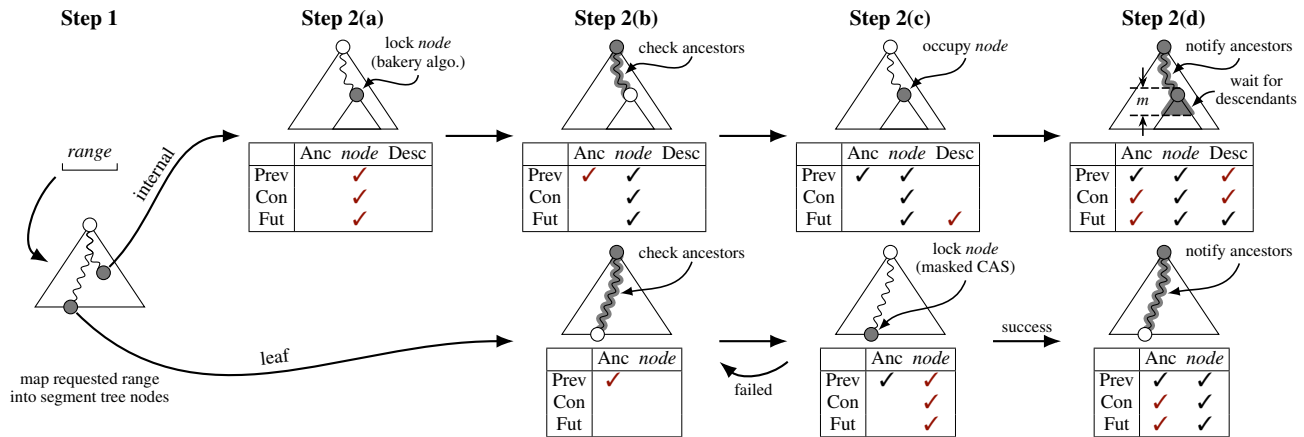 Step 1
Step 2(a)
Step 2(b)
Step 2(c)
Step 2(d)
lock node
(bakery algo.)
check ancestors
occupy node
notify ancestors
wait for
descendants
m
range
internal
Anc node Desc
Prev ✓
Con ✓
Fut ✓
Anc node Desc
Prev ✓ ✓
Con ✓
Fut ✓
Anc node Desc
Prev ✓ ✓
Con ✓
Fut ✓ ✓
Anc node Desc
Prev ✓ ✓ ✓
Con ✓ ✓ ✓
Fut ✓ ✓ ✓
map requested range
into segment tree nodes
leaf
check ancestors
lock node
(masked CAS)
notify ancestors
failed
success
Anc node
Prev ✓
Con
Fut
Anc node
Prev ✓ ✓
Con ✓
Fut ✓
Anc node
Prev ✓ ✓
Con ✓ ✓
Fut ✓ ✓